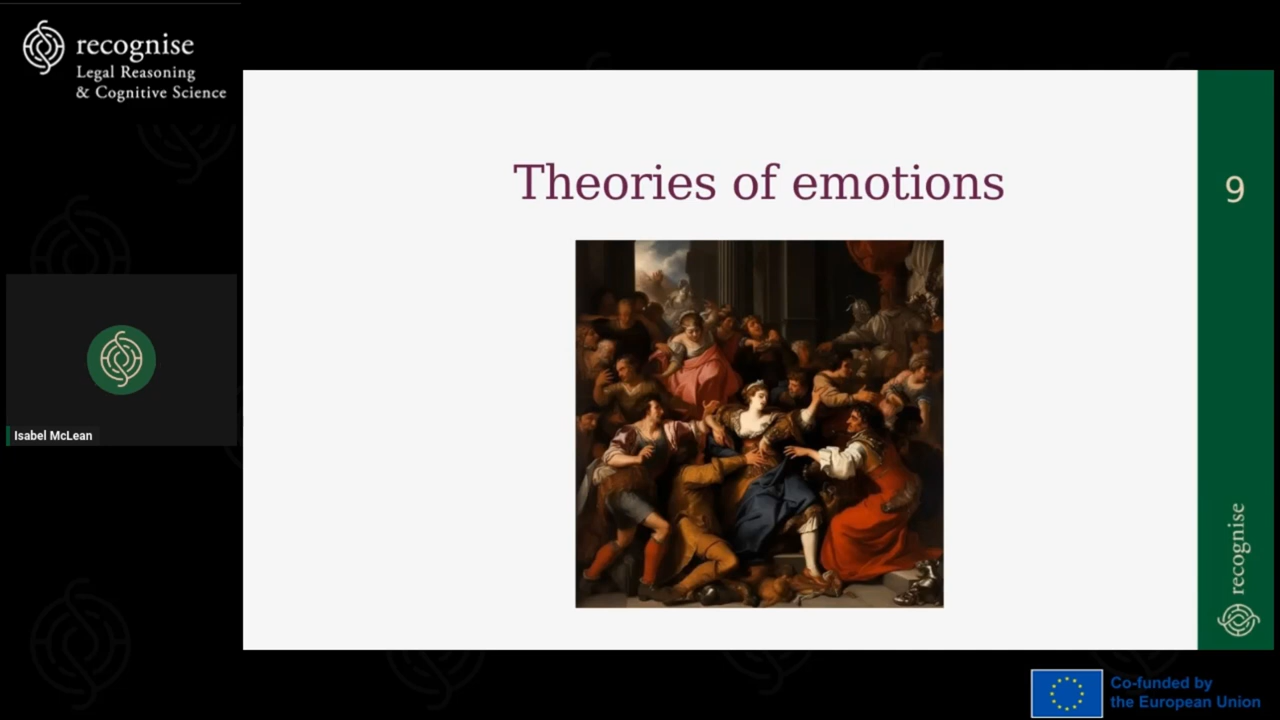 recognise
Legal Reasoning
& Cognitive Science
Theories of emotions
9
Isabel McLean
recognise
Co-funded by
the European Union